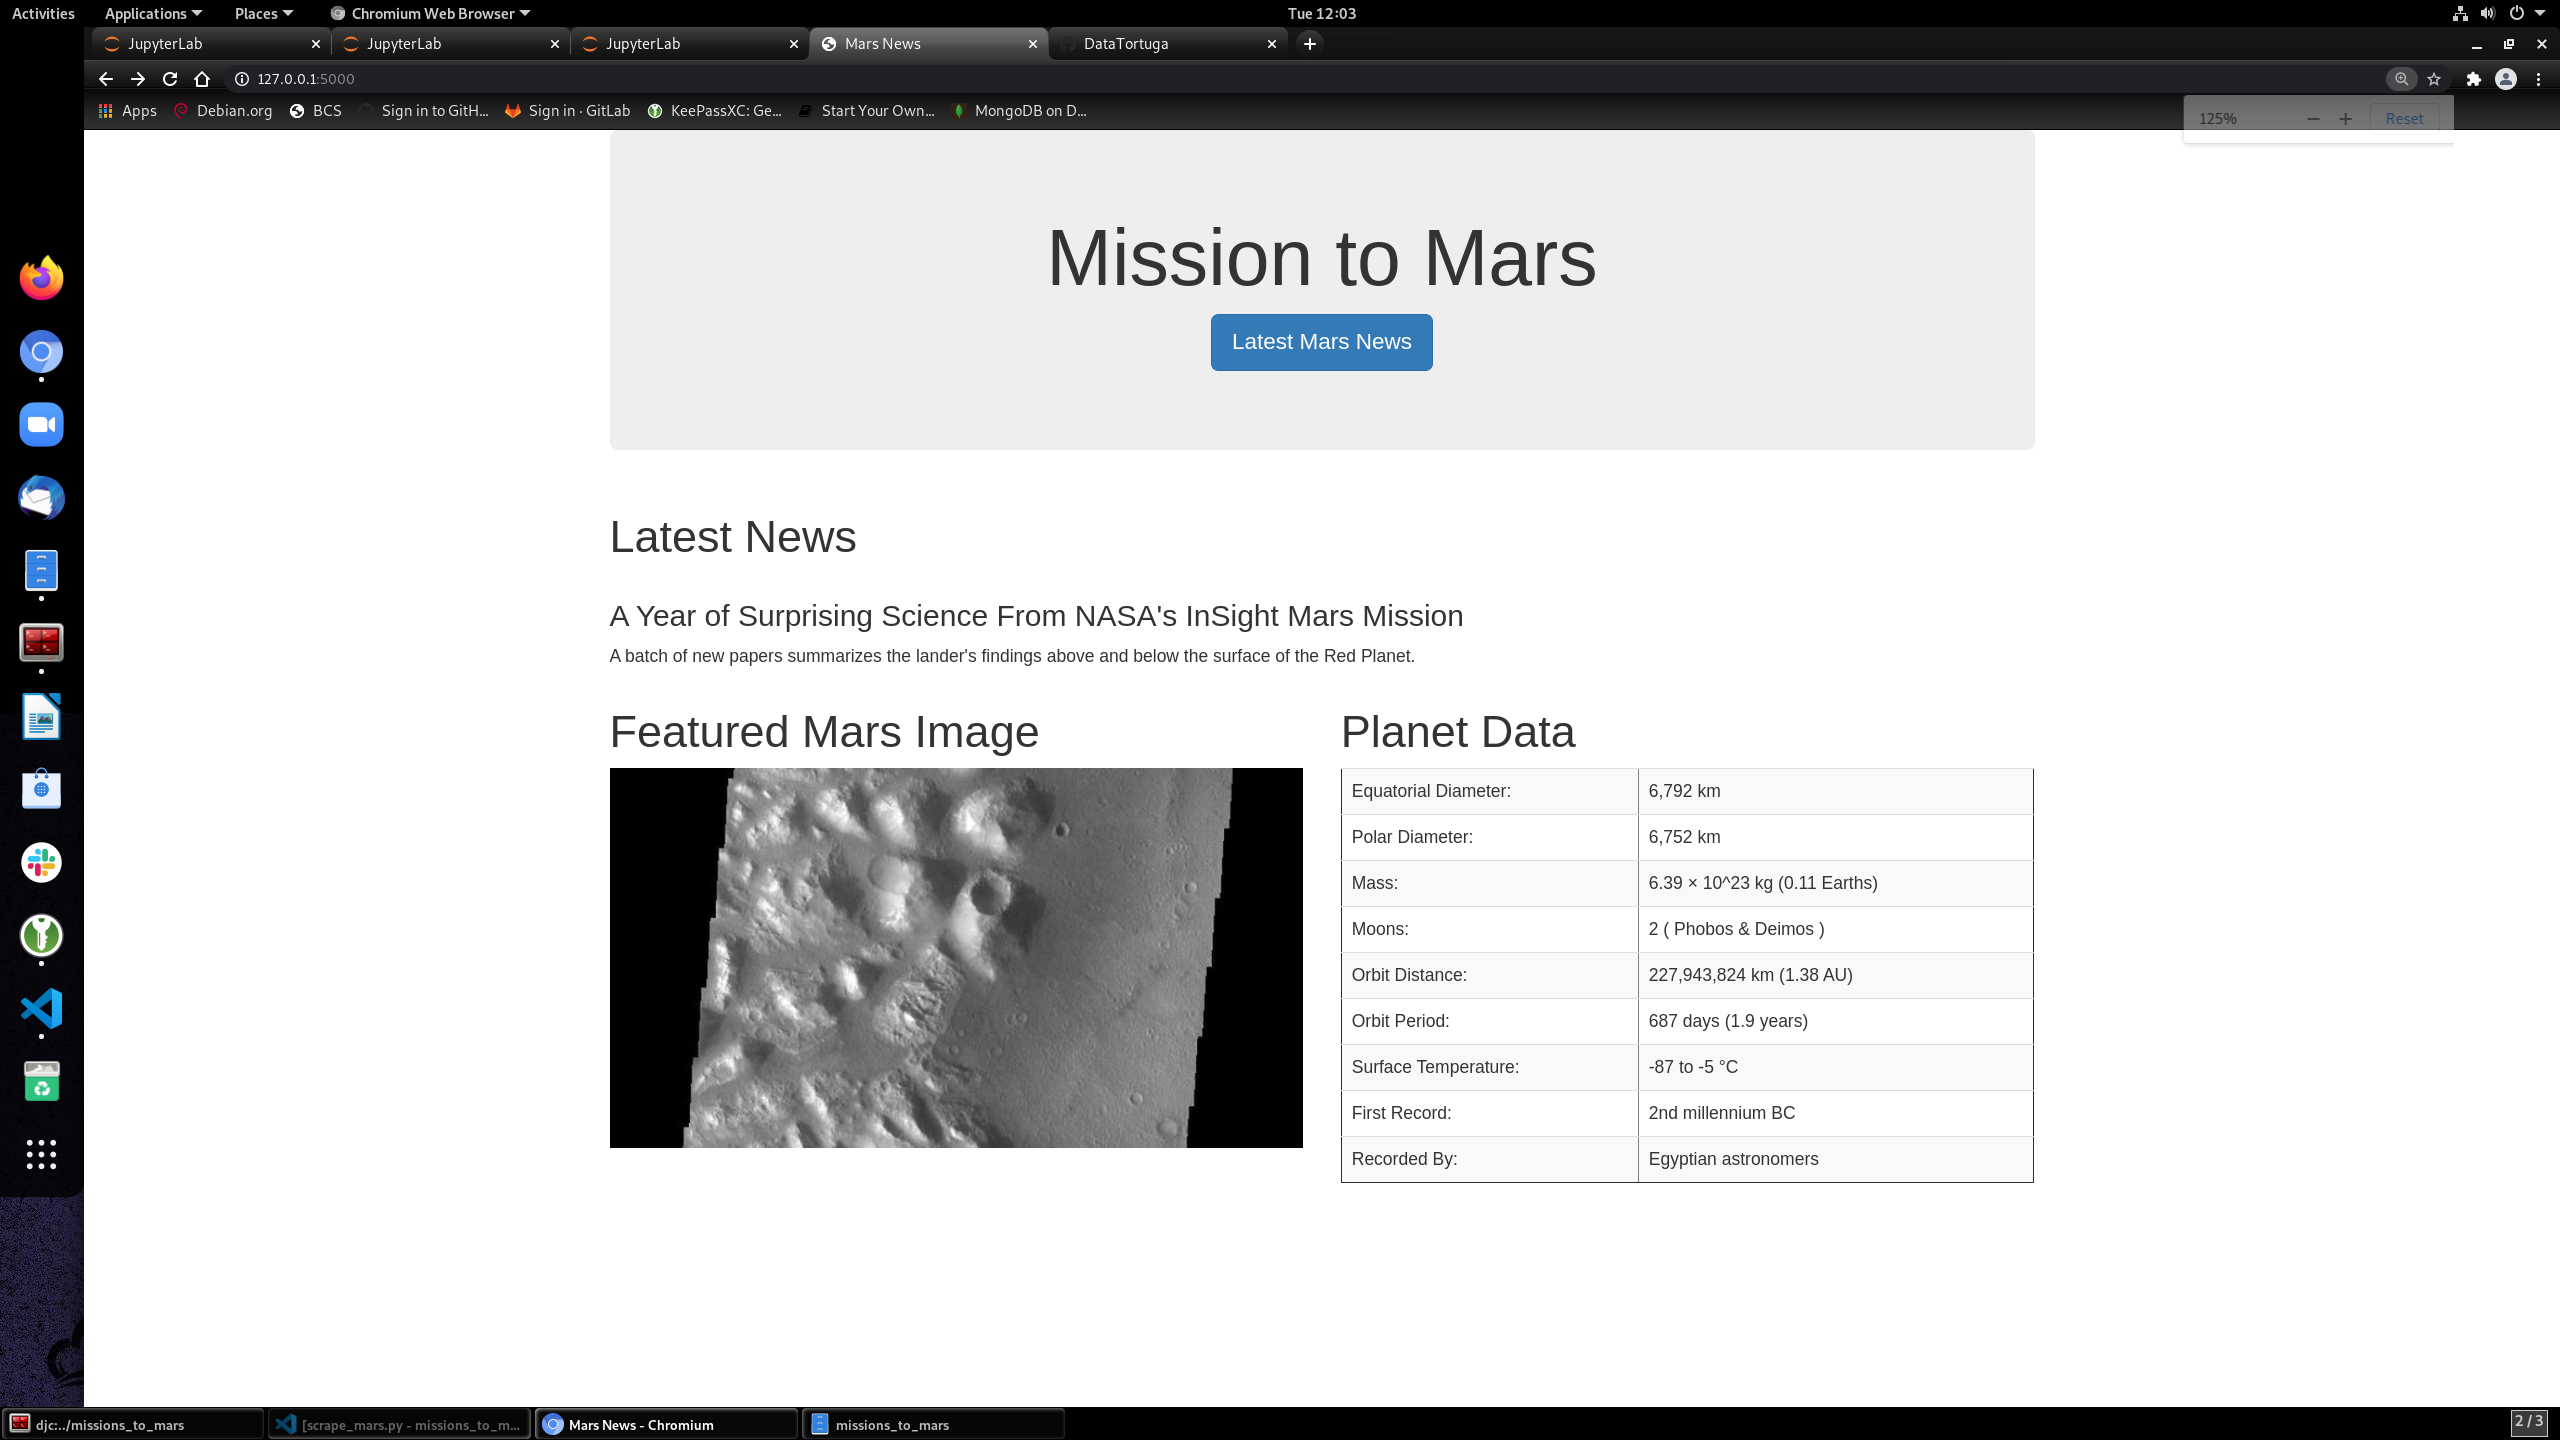 Activities Applications Places Chromium Web Browser Tue 12:03
JupyterLab JupyterLab JupyterLab Mars News DataTortuga
127.0.0.1:5000
Apps Debian.org BCS Sign in to GitH... Sign in · GitLab KeePassXC: Ge... Start Your Own... MongoDB on D...
125% Reset
Mission to Mars
Latest Mars News
Latest News
A Year of Surprising Science From NASA's InSight Mars Mission
A batch of new papers summarizes the lander's findings above and below the surface of the Red Planet.
Featured Mars Image
Planet Data
Equatorial Diameter: 6,792 km
Polar Diameter: 6,752 km
Mass: 6.39 × 10^23 kg (0.11 Earths)
Moons: 2 ( Phobos & Deimos )
Orbit Distance: 227,943,824 km (1.38 AU)
Orbit Period: 687 days (1.9 years)
Surface Temperature: -87 to -5 °C
First Record: 2nd millennium BC
Recorded By: Egyptian astronomers
djc:../missions_to_mars [scrape_mars.py - missions_to_m... Mars News - Chromium missions_to_mars 2 / 3